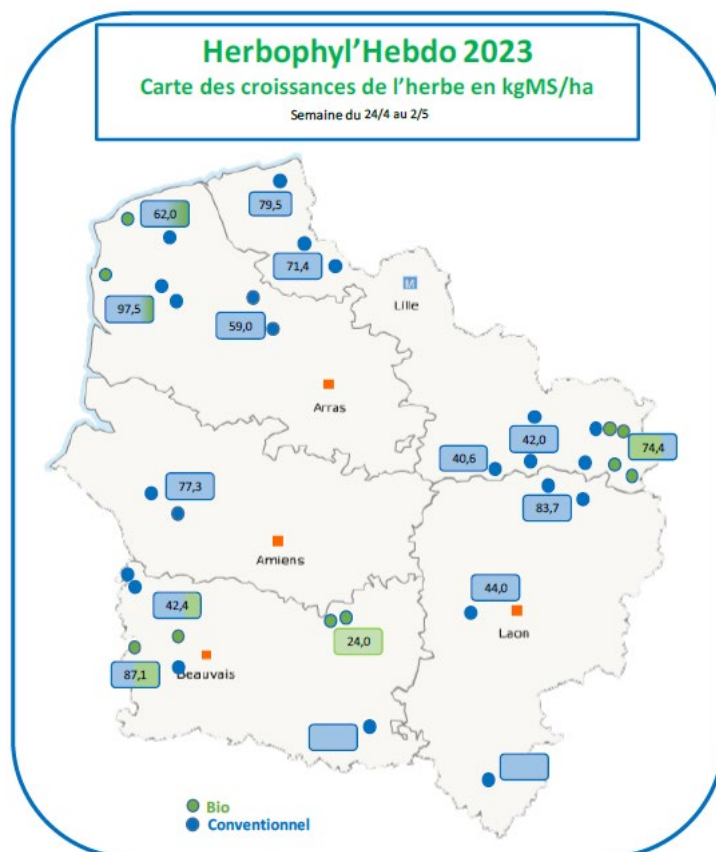 Herbophyl’Hebdo 2023
Carte des croissances de l’herbe en kgMS/ha
Semaine du 24/4 au 2/5
79,5
62,0
71,4
M
Lille
97,5
59,0
Arras
42,0
74,4
40,6
77,3
83,7
Amiens
44,0
42,4
Laon
24,0
87,1
Beauvais
Bio
Conventionnel